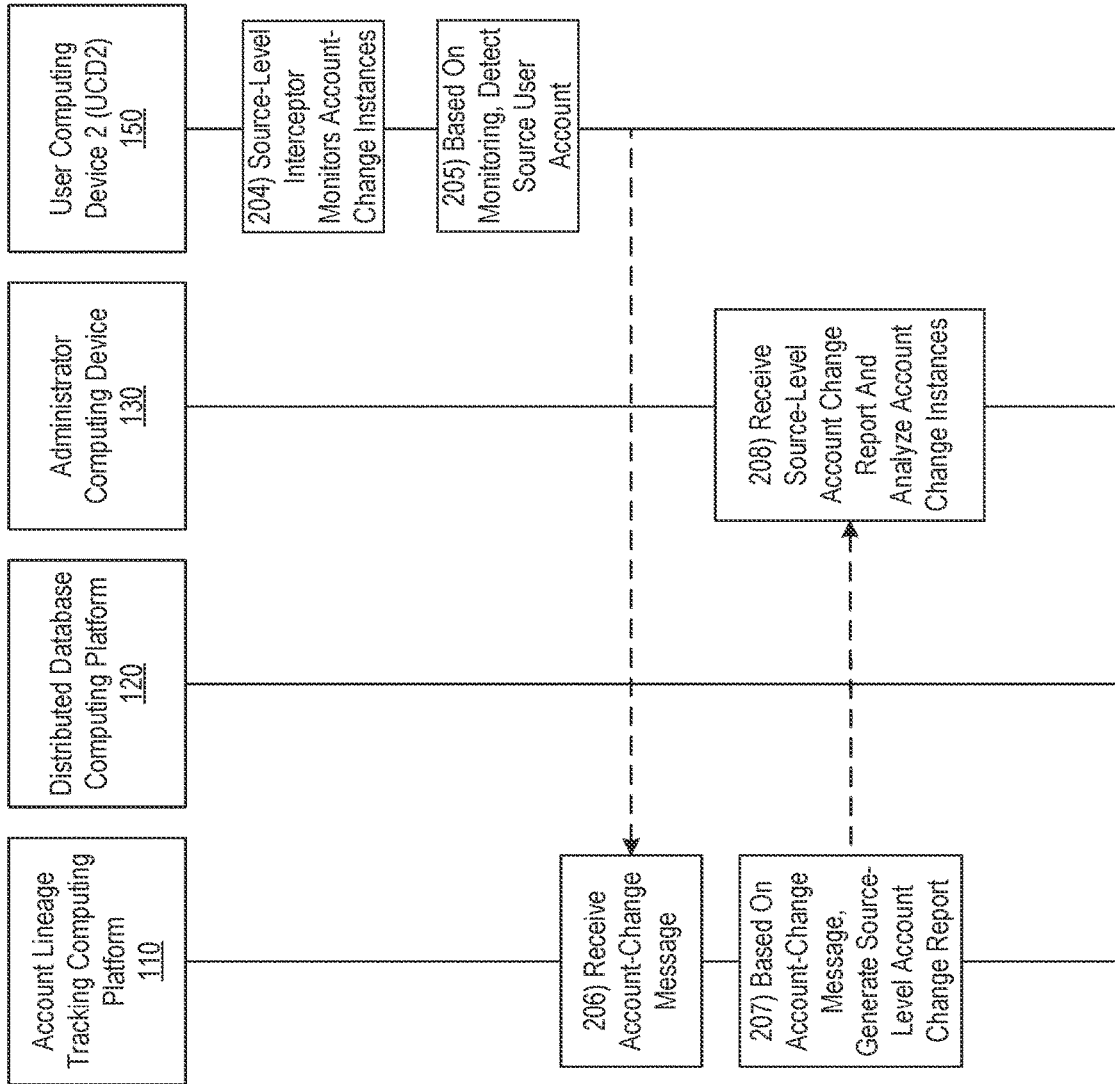 Account Lineage
Tracking Computing
Platform
110
Distributed Database
Computing Platform
120
Administrator
Computing Device
130
User Computing
Device 2 (UCD2)
150
204) Source-Level
Interceptor
Monitors Account-
Change Instances
205) Based On
Monitoring, Detect
Source User
Account
206) Receive
Account-Change
Message
207) Based On
Account-Change
Message,
Generate Source-
Level Account
Change Report
208) Receive
Source-Level
Account Change
Report And
Analyze Account
Change Instances